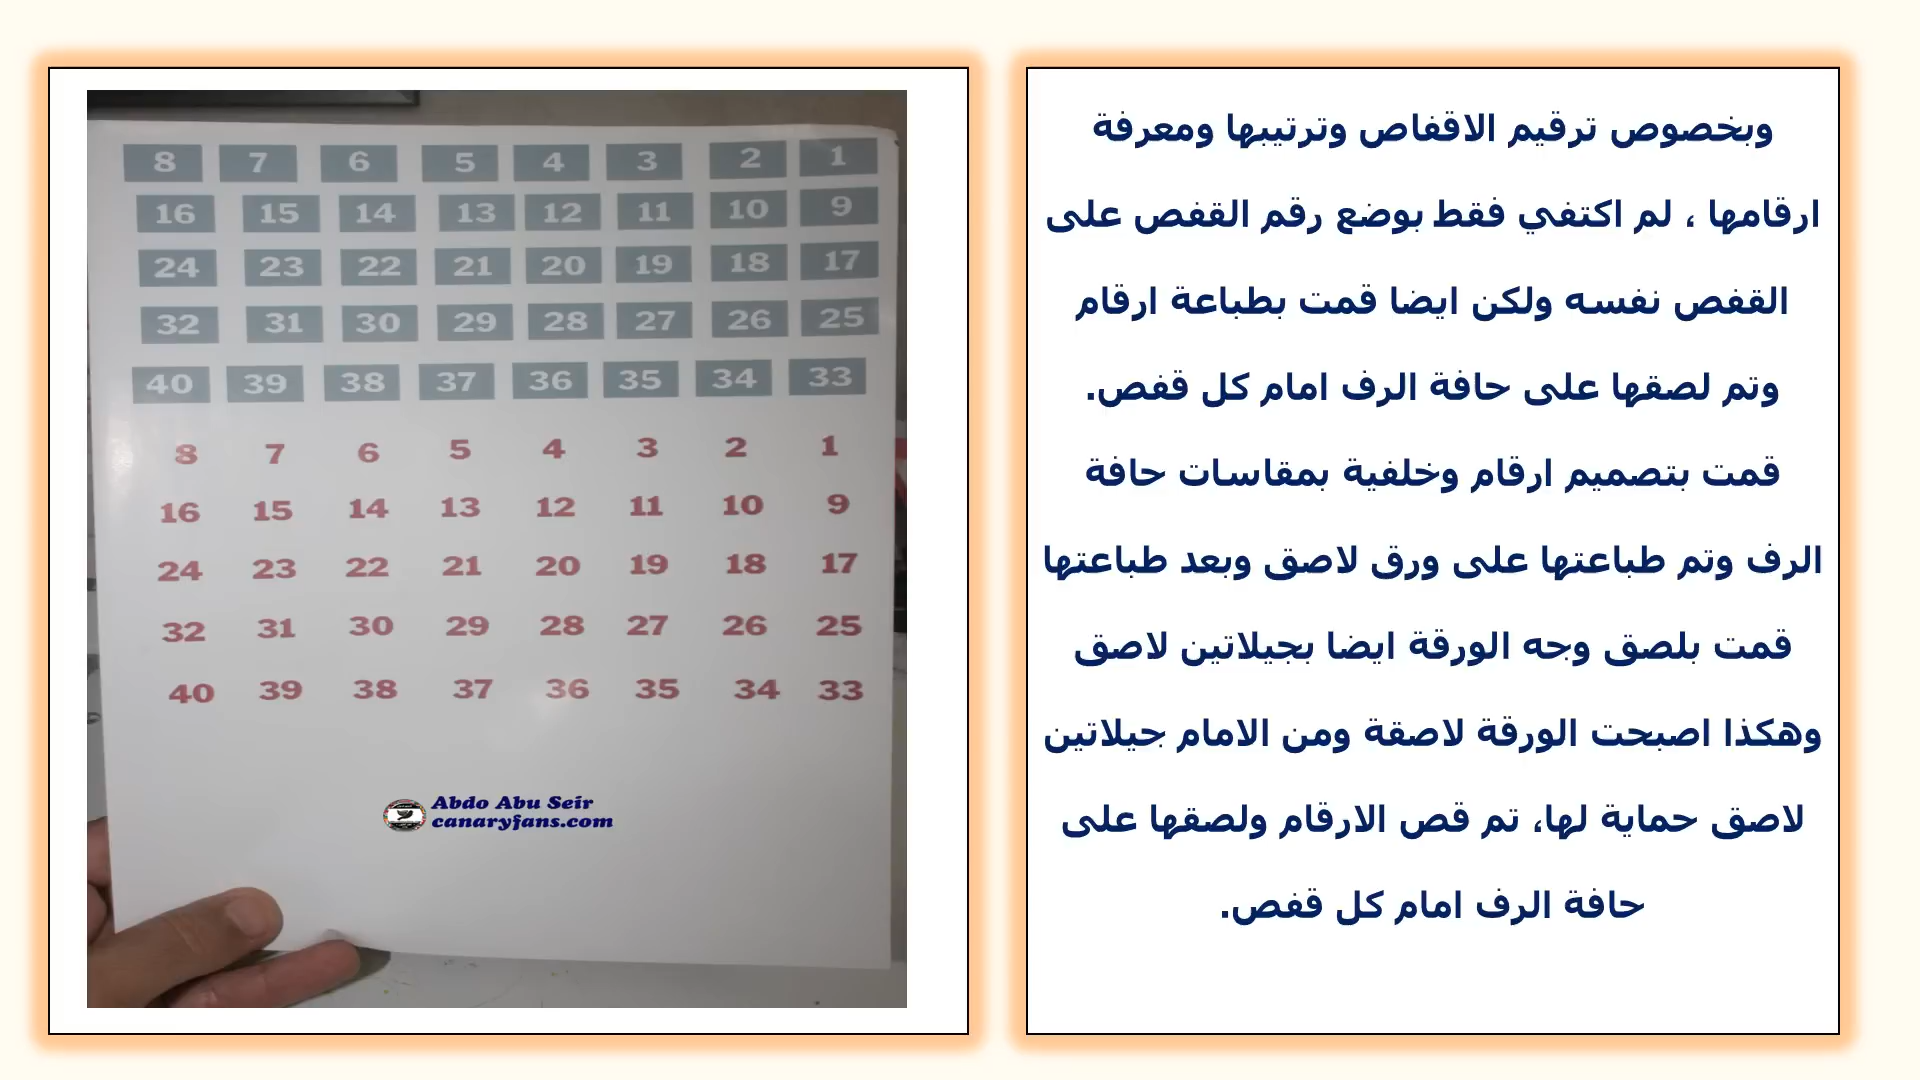 وبخصوص ترقيم الاقفاص وترتيبها ومعرفة
ارقامها ، لم اكتفي فقط بوضع رقم القفص على
القفص نفسه ولكن ايضا قمت بطباعة ارقام
وتم لصقها على حافة الرف امام كل قفص.
قمت بتصميم ارقام وخلفية بمقاسات حافة
الرف وتم طباعتها على ورق لاصق وبعد طباعتها
قمت بلصق وجه الورقة ايضا بجيلاتين لاصق
وهكذا اصبحت الورقة لاصقة ومن الامام جيلاتين
لاصق حماية لها، تم قص الارقام ولصقها على
حافة الرف امام كل قفص.
8 7 6 5 4 3 2 1
16 15 14 13 12 11 10 9
24 23 22 21 20 19 18 17
32 31 30 29 28 27 26 25
40 39 38 37 36 35 34 33
8 7 6 5 4 3 2 1
16 15 14 13 12 11 10 9
24 23 22 21 20 19 18 17
32 31 30 29 28 27 26 25
40 39 38 37 36 35 34 33
Abdo Abu Seir
canaryfans.com